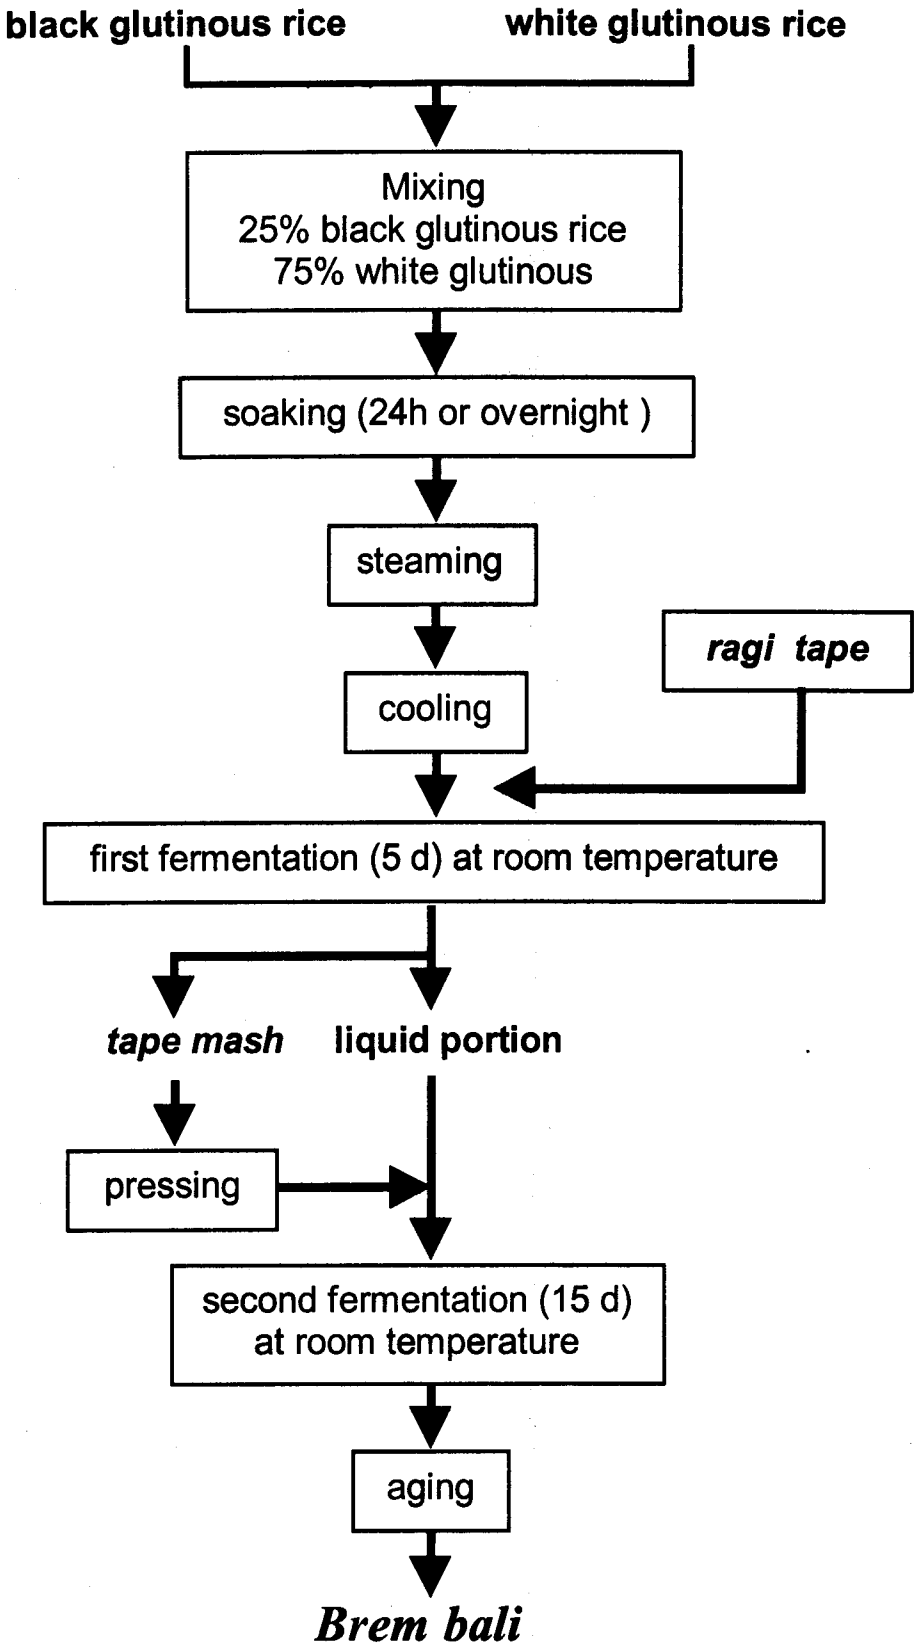 black glutinous rice
white glutinous rice
Mixing
25% black glutinous rice
75% white glutinous
soaking (24h or overnight )
steaming
ragi tape
cooling
first fermentation (5 d) at room temperature
tape mash
liquid portion
pressing
second fermentation (15 d)
at room temperature
aging
Brem bali